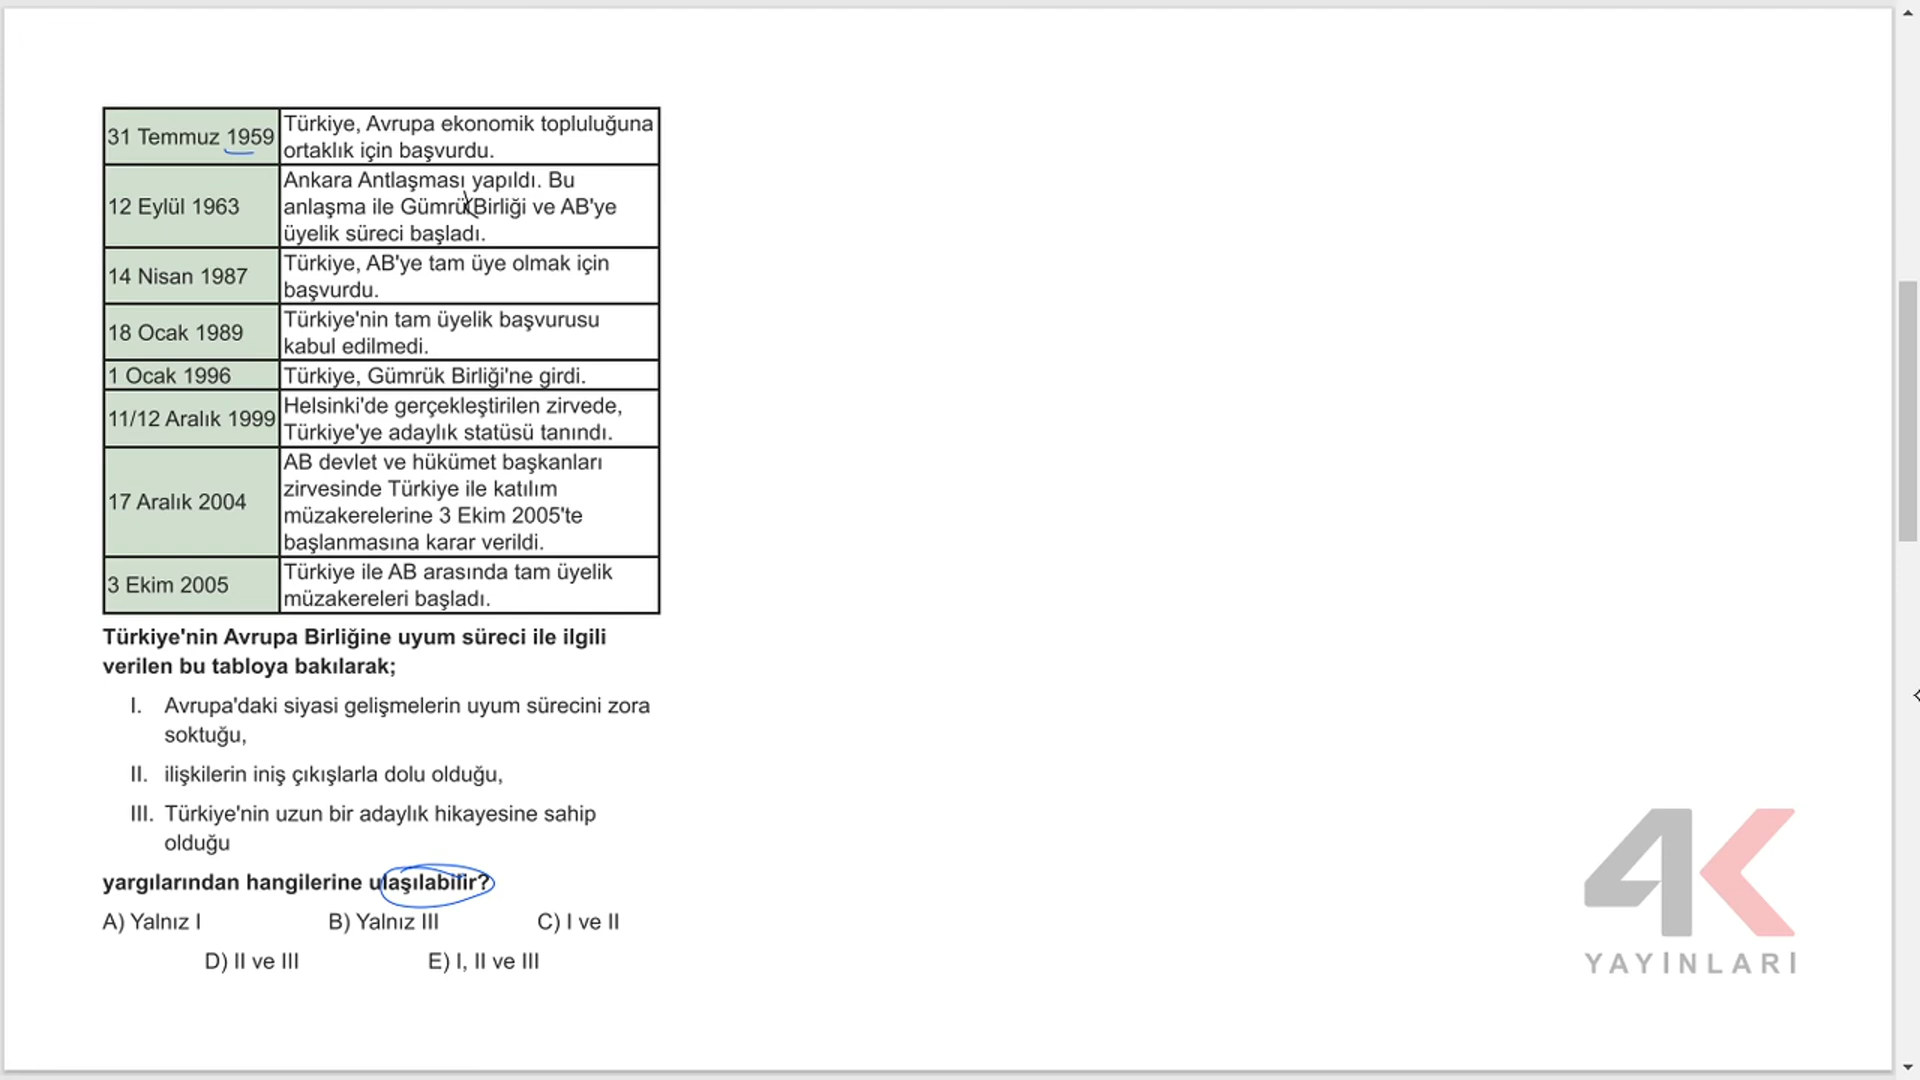 31 Temmuz 1959
Türkiye, Avrupa ekonomik topluluğuna
ortaklık için başvurdu.
12 Eylül 1963
Ankara Antlaşması yapıldı. Bu
anlaşma ile Gümrük Birliği ve AB'ye
üyelik süreci başladı.
14 Nisan 1987
Türkiye, AB'ye tam üye olmak için
başvurdu.
18 Ocak 1989
Türkiye'nin tam üyelik başvurusu
kabul edilmedi.
1 Ocak 1996
Türkiye, Gümrük Birliği'ne girdi.
11/12 Aralık 1999
Helsinki'de gerçekleştirilen zirvede,
Türkiye'ye adaylık statüsü tanındı.
17 Aralık 2004
AB devlet ve hükümet başkanları
zirvesinde Türkiye ile katılım
müzakerelerine 3 Ekim 2005'te
başlanmasına karar verildi.
3 Ekim 2005
Türkiye ile AB arasında tam üyelik
müzakereleri başladı.
Türkiye'nin Avrupa Birliğine uyum süreci ile ilgili
verilen bu tabloya bakılarak;
I. Avrupa'daki siyasi gelişmelerin uyum sürecini zora
soktuğu,
II. ilişkilerin iniş çıkışlarla dolu olduğu,
III. Türkiye'nin uzun bir adaylık hikayesine sahip
olduğu
yargılarından hangilerine ulaşılabilir?
A) Yalnız I B) Yalnız III C) I ve II
D) II ve III E) I, II ve III
4K
YAYINLARI